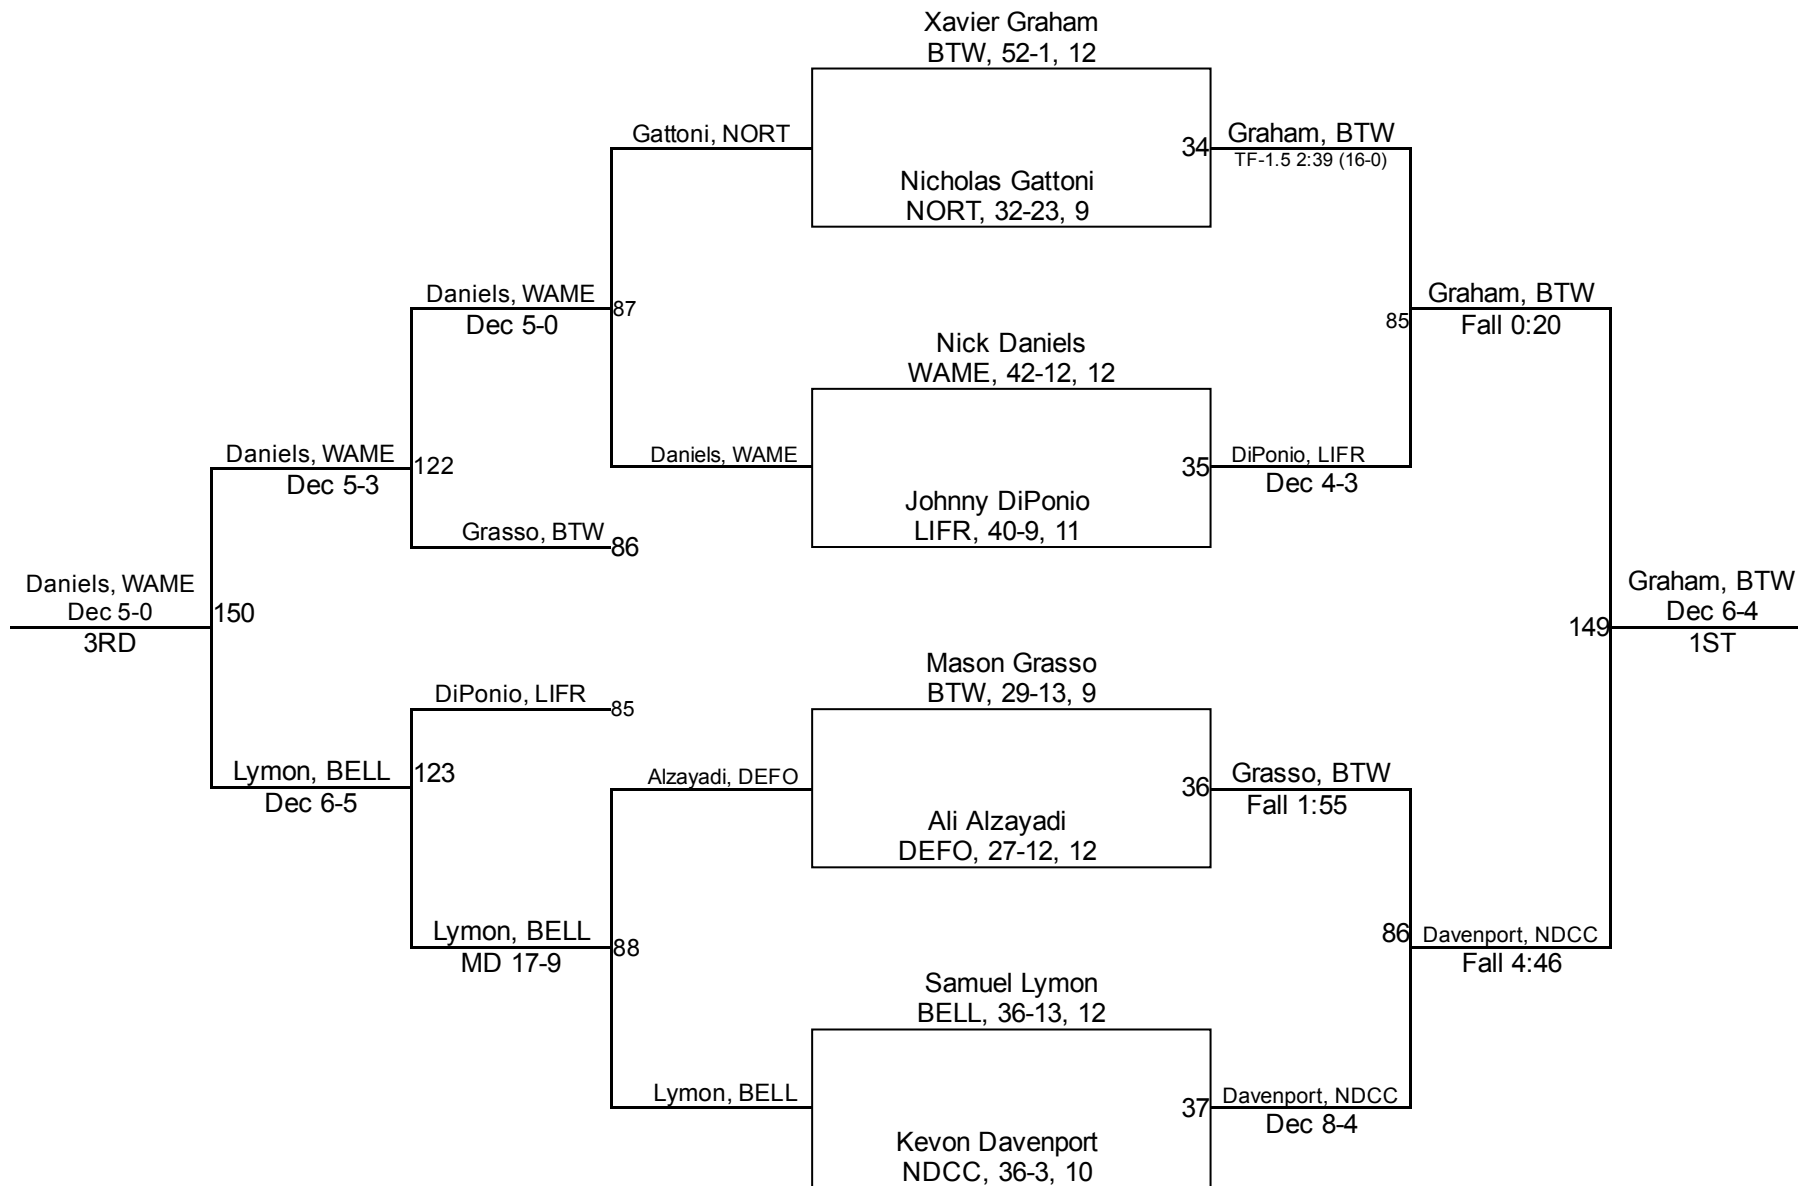 Xavier Graham
BTW, 52-1, 12
Gattoni, NORT
34
Graham, BTW
TF-1.5 2:39 (16-0)
Nicholas Gattoni
NORT, 32-23, 9
Daniels, WAME
Dec 5-0
87
Graham, BTW
Fall 0:20
85
Nick Daniels
WAME, 42-12, 12
Daniels, WAME
Dec 5-3
122
Daniels, WAME
35
DiPonio, LIFR
Dec 4-3
Johnny DiPonio
LIFR, 40-9, 11
Grasso, BTW
86
Daniels, WAME
Dec 5-0
3RD
150
149
Graham, BTW
Dec 6-4
1ST
Mason Grasso
BTW, 29-13, 9
DiPonio, LIFR
85
Lymon, BELL
Dec 6-5
123
Alzayadi, DEFO
36
Grasso, BTW
Fall 1:55
Ali Alzayadi
DEFO, 27-12, 12
Lymon, BELL
MD 17-9
88
86
Davenport, NDCC
Fall 4:46
Samuel Lymon
BELL, 36-13, 12
Lymon, BELL
37
Davenport, NDCC
Dec 8-4
Kevon Davenport
NDCC, 36-3, 10